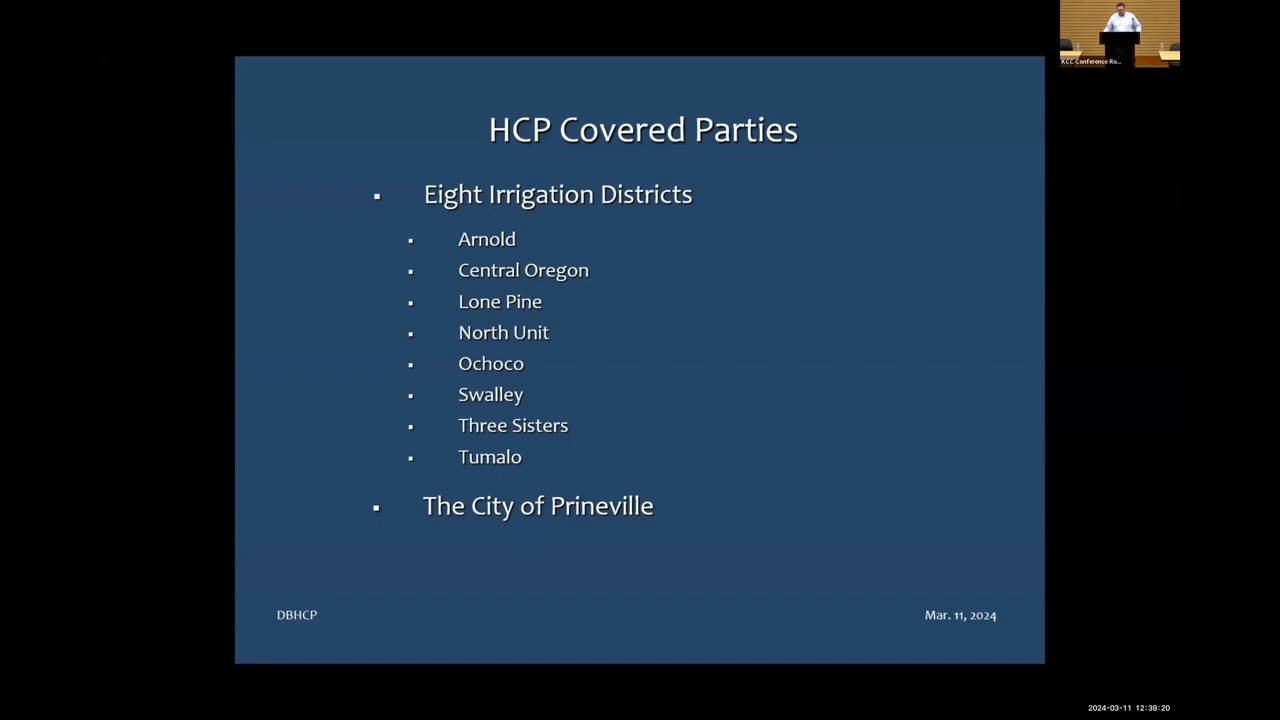 KCC Conference Ro...
HCP Covered Parties
▪ Eight Irrigation Districts
▪ Arnold
▪ Central Oregon
▪ Lone Pine
▪ North Unit
▪ Ochoco
▪ Swalley
▪ Three Sisters
▪ Tumalo
▪ The City of Prineville
DBHCP
Mar. 11, 2024
2024-03-11 12:39:20